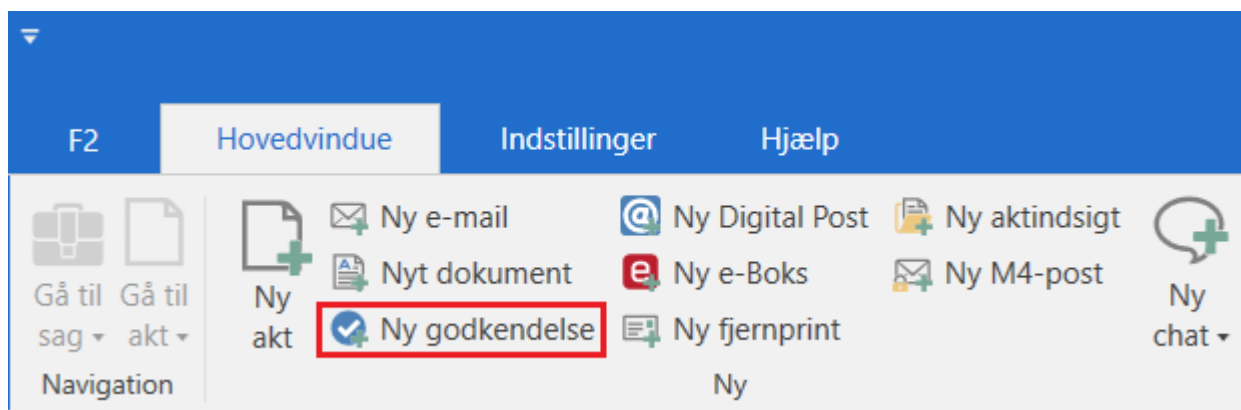 F2 Hovedvindue Indstillinger Hjælp
Gå til sag
Gå til akt
Ny akt
Ny e-mail
Nyt dokument
Ny godkendelse
Ny Digital Post
Ny e-Boks
Ny fjernprint
Ny aktindsigt
Ny M4-post
Ny chat
Navigation
Ny